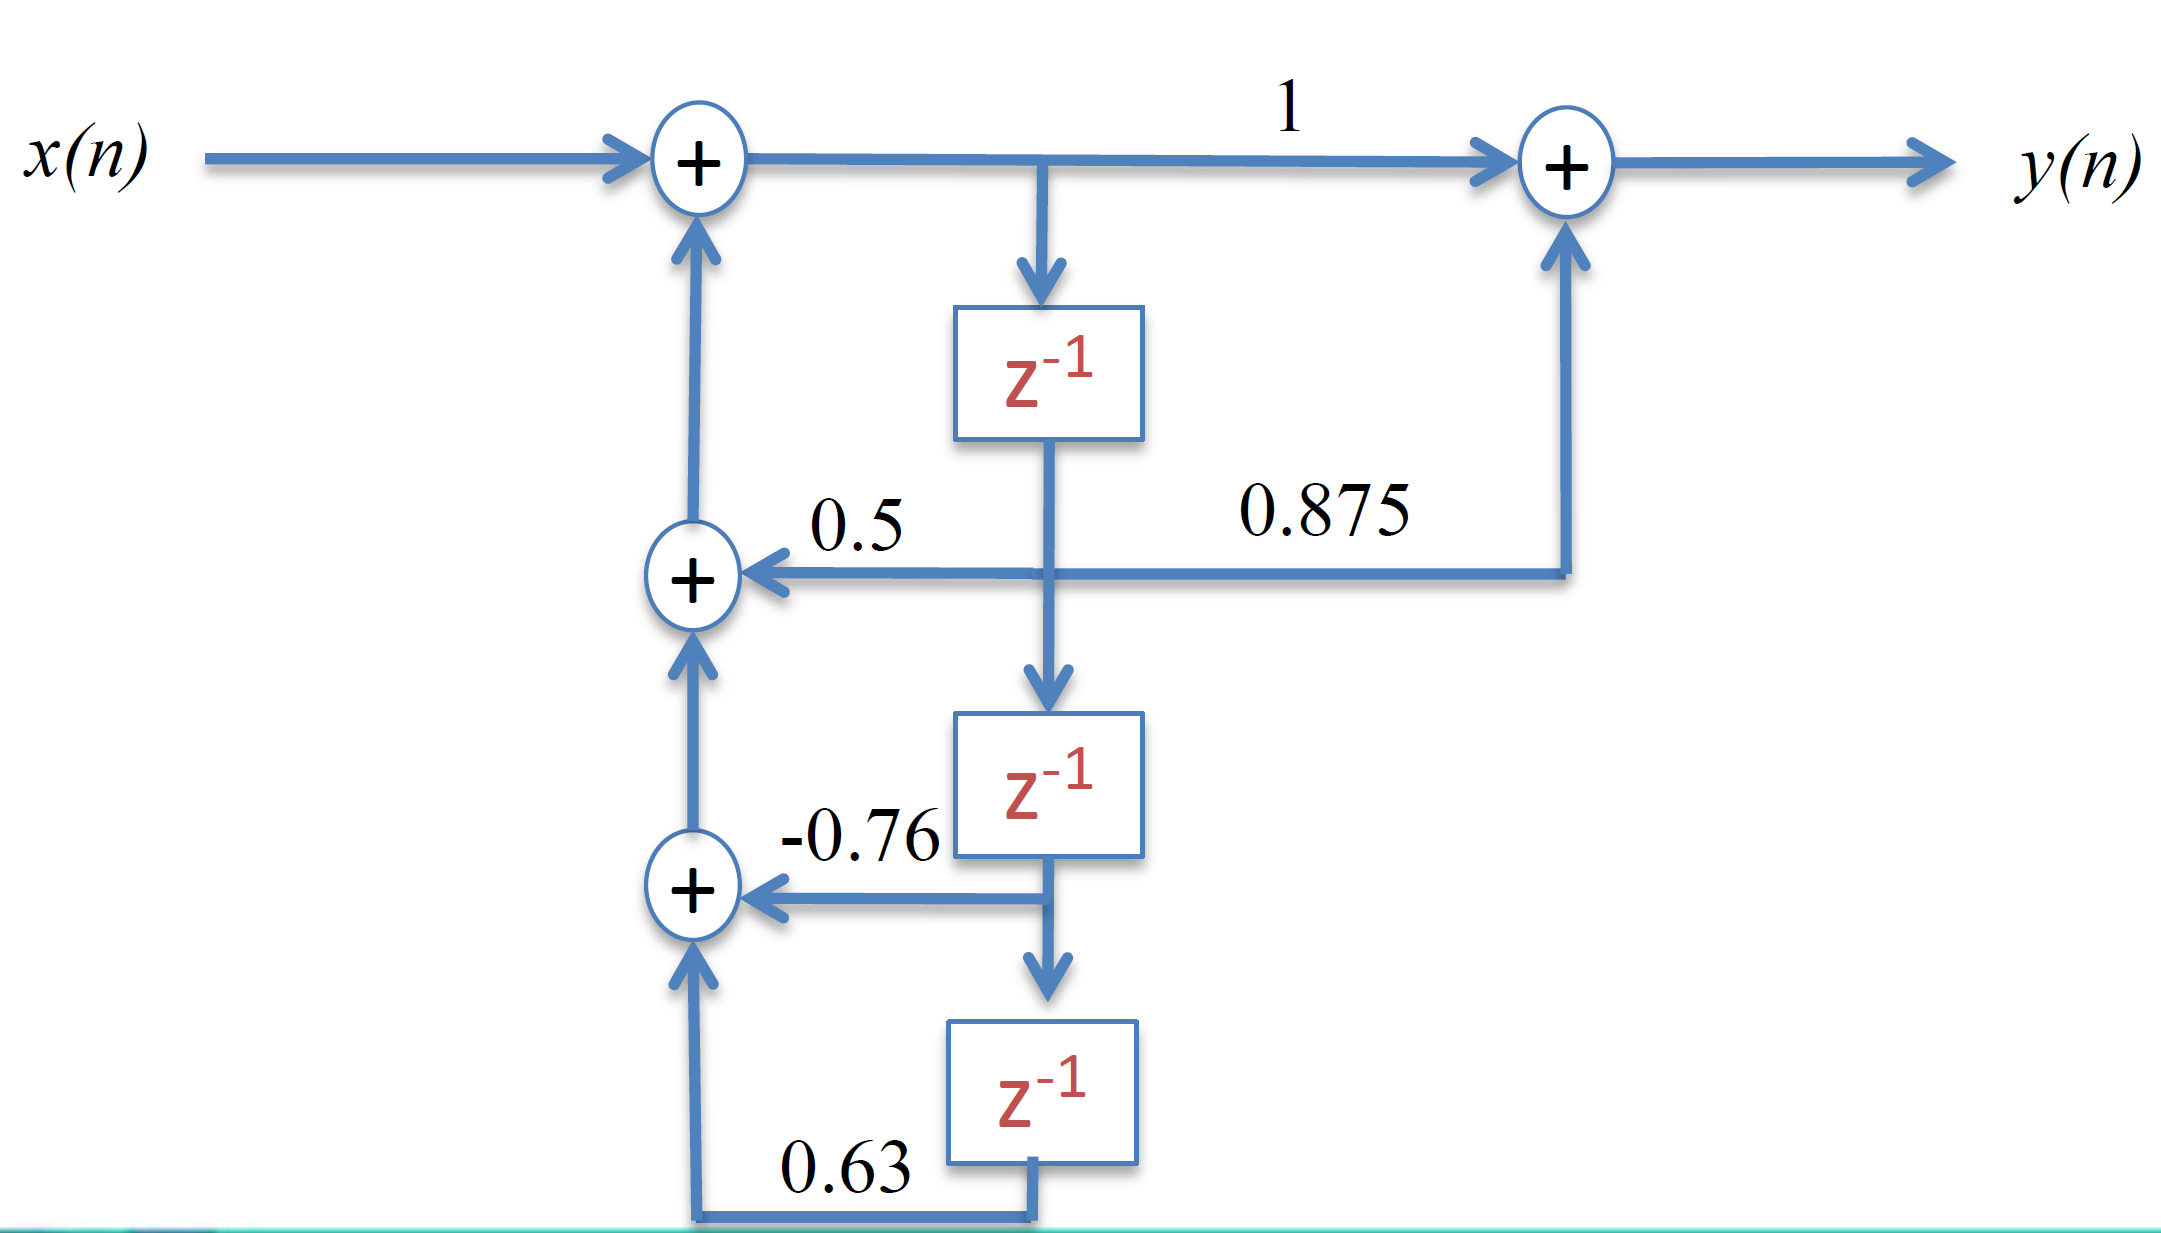 1
x(n) + + y(n)
z-1
0.5 0.875
+
z-1
-0.76
+
z-1
0.63